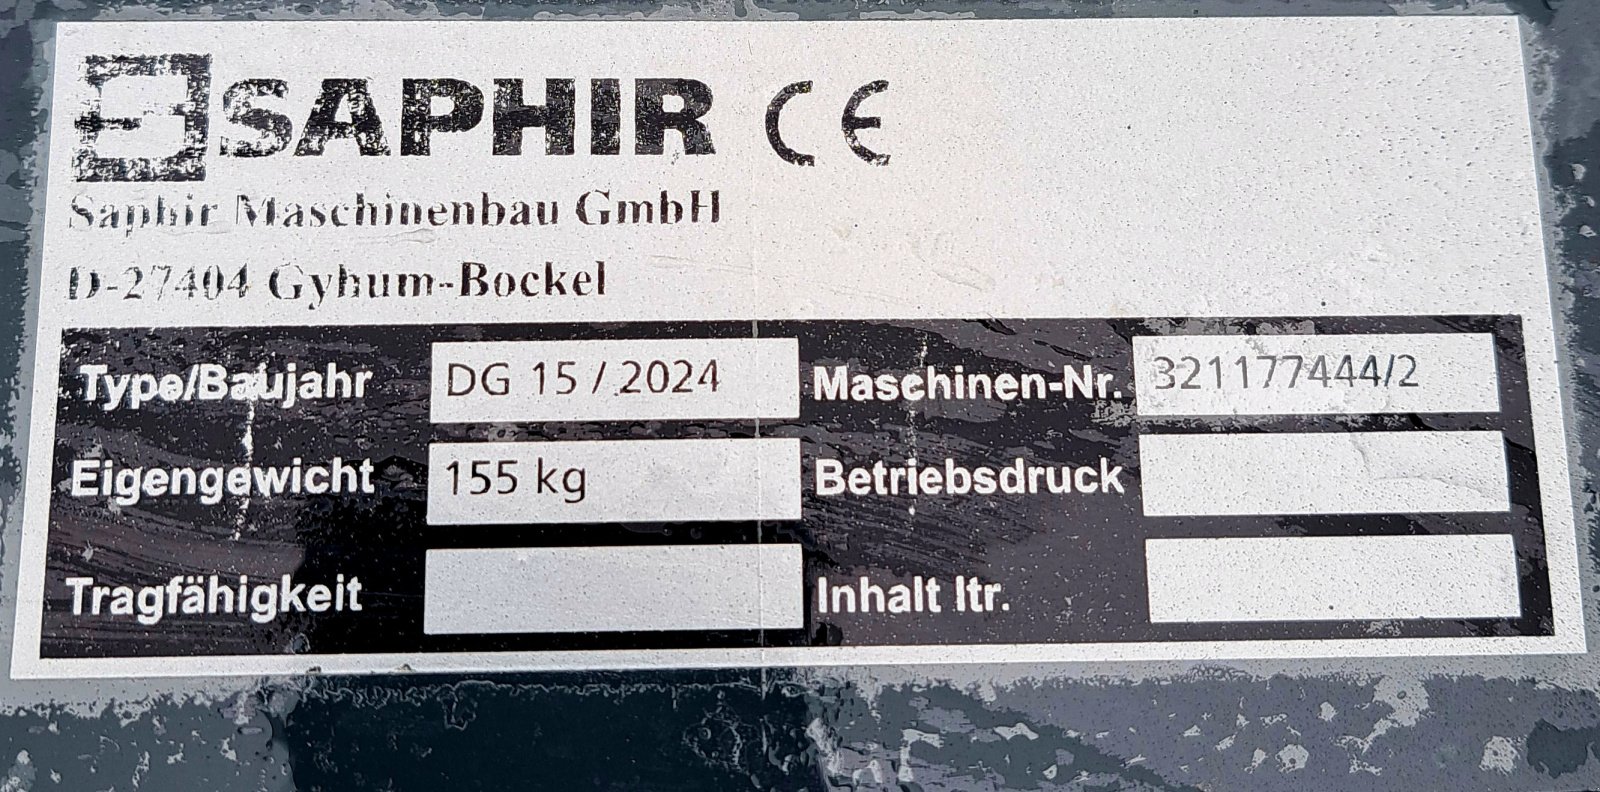 SAPHIR CE
Saphir Maschinenbau GmbH
D-27404 Gyhum-Bockel
Type/Baujahr DG 15 / 2024 Maschinen-Nr. 321177444/2
Eigengewicht 155 kg Betriebsdruck
Tragfähigkeit Inhalt ltr.